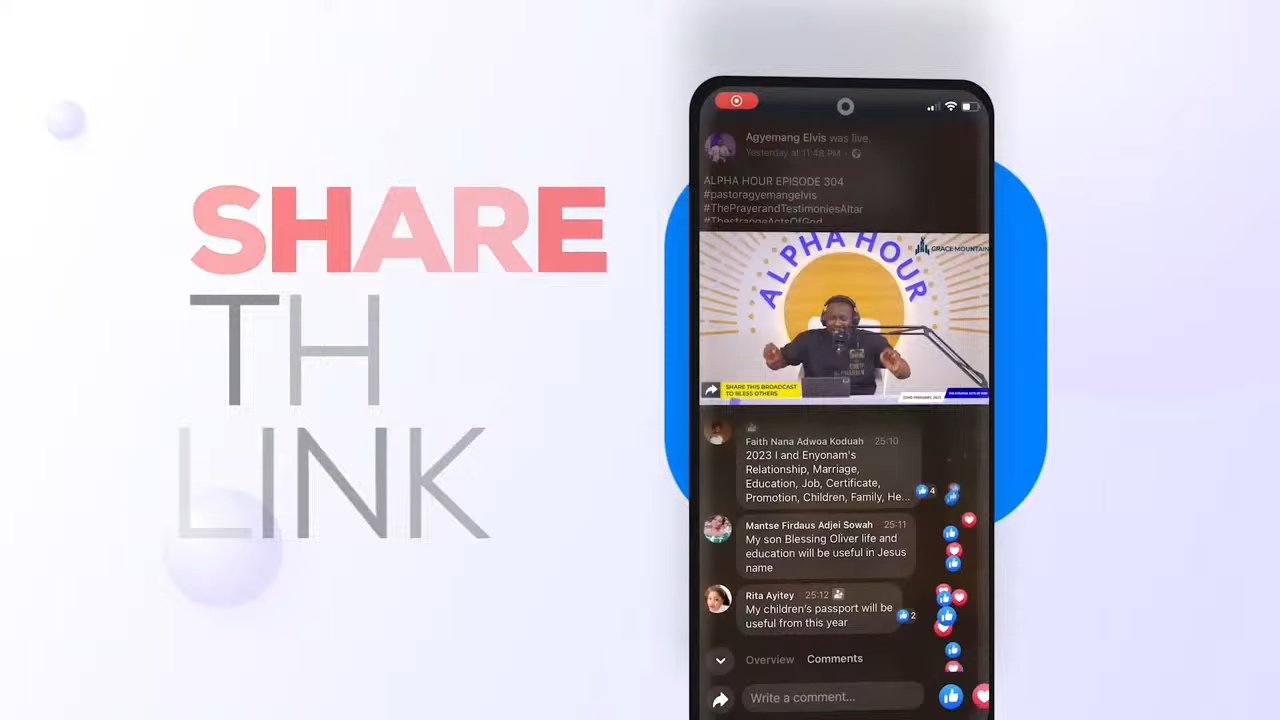 SHARE
TH
LINK
Agyemang Elvis was live.
Yesterday at 11:48 PM
ALPHA HOUR EPISODE 304
#pastoragyemangelvis
#ThePrayerandTestimoniesAltar
#ThestrangeActsOfGod
ALPHA HOUR
GRACE MOUNTAIN
SHARE THIS BROADCAST
TO BLESS OTHERS
Faith Nana Adwoa Koduah 25:10
2023 I and Enyonam's
Relationship, Marriage,
Education, Job, Certificate,
Promotion, Children, Family, He...
4
Mantse Firdaus Adjei Sowah 25:11
My son Blessing Oliver life and
education will be useful in Jesus
name
Rita Ayitey 25:12
My children's passport will be
useful from this year
2
Overview Comments
Write a comment...